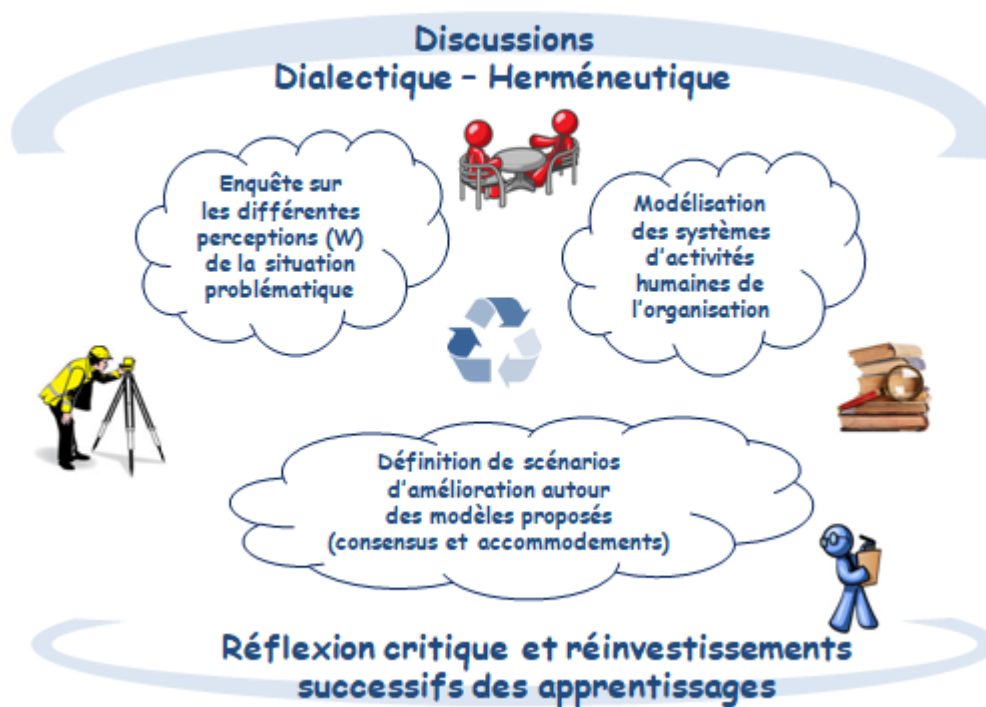 Discussions
Dialectique – Herméneutique
Enquête sur
les différentes
perceptions (W)
de la situation
problématique
Modélisation
des systèmes
d'activités
humaines de
l'organisation
Définition de scénarios
d'amélioration autour
des modèles proposés
(consensus et accommodements)
Réflexion critique et réinvestissements
successifs des apprentissages